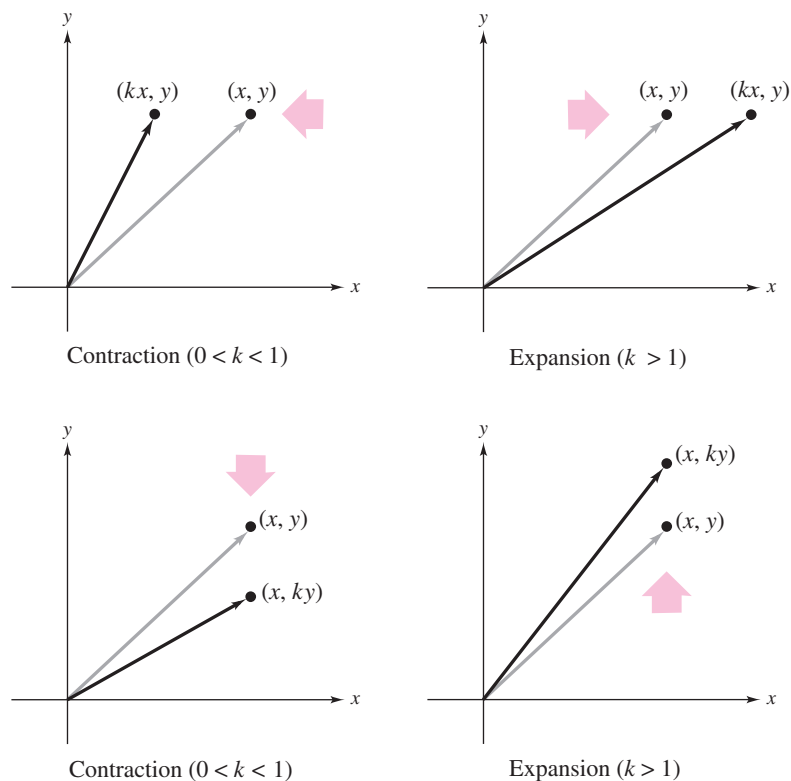 y y
(kx, y) (x, y) (x, y) (kx, y)
x x
Contraction (0 < k < 1) Expansion (k > 1)
y y
(x, ky)
(x, y) (x, y)
(x, ky)
x x
Contraction (0 < k < 1) Expansion (k > 1)